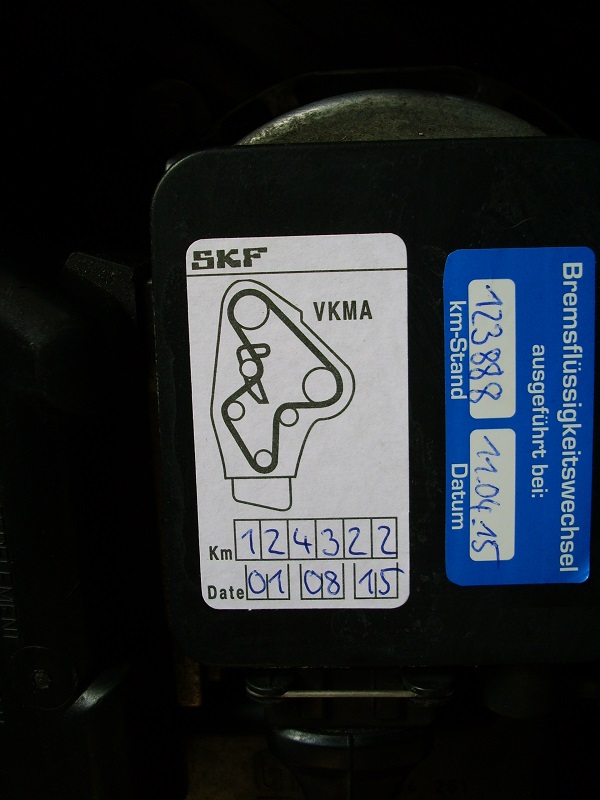 SKF
VKMA
Km 124322
Date 01 08 15
Bremsflüssigkeitswechsel
ausgeführt bei:
123888 11.04.15
km-Stand Datum